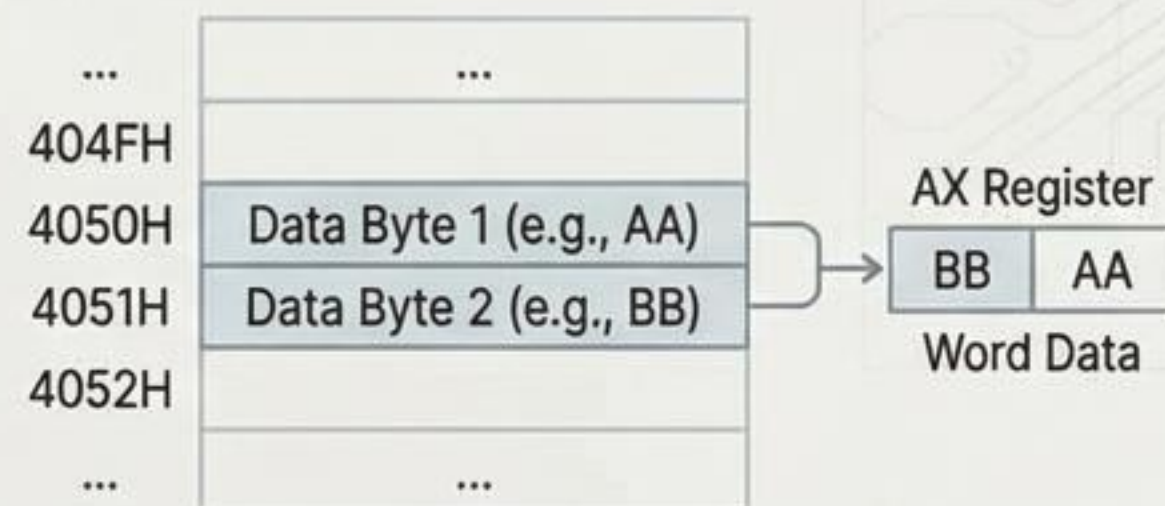 ... ...
404FH
4050H Data Byte 1 (e.g., AA)
4051H Data Byte 2 (e.g., BB)
4052H
... ...
AX Register
BB AA
Word Data